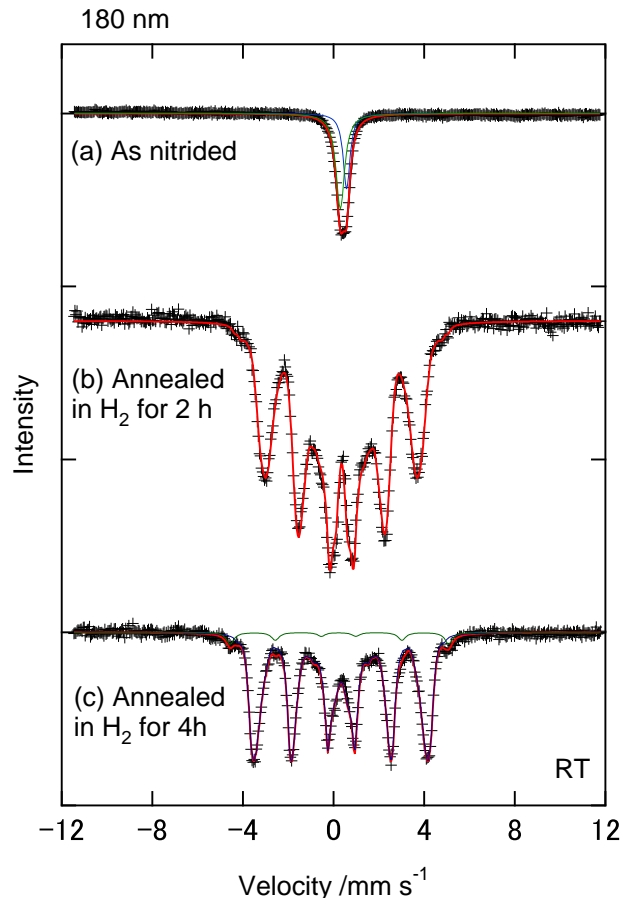 180 nm
(a) As nitrided
(b) Annealed
in H₂ for 2 h
(c) Annealed
in H₂ for 4h
RT
Intensity
−12 −8 −4 0 4 8 12
Velocity /mm s⁻¹